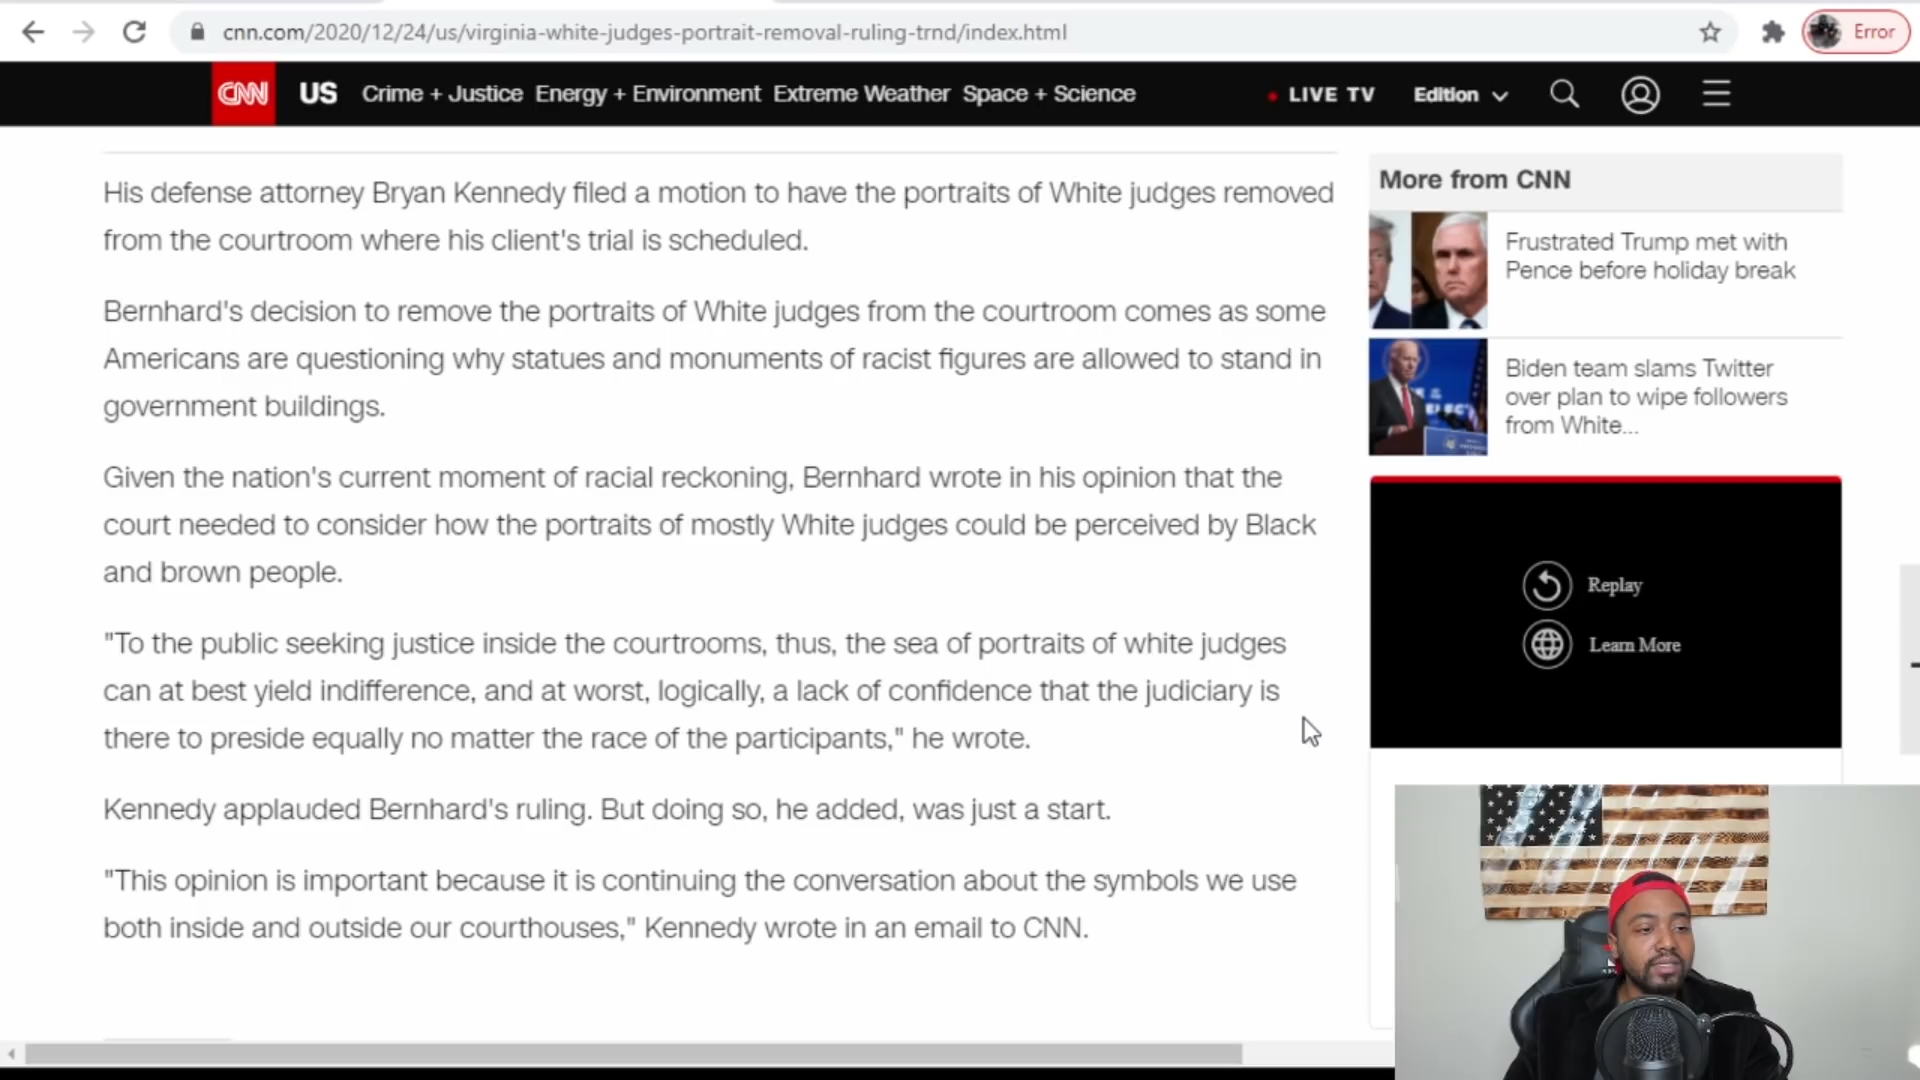 cnn.com/2020/12/24/us/virginia-white-judges-portrait-removal-ruling-trnd/index.html
Error
CNN US Crime + Justice Energy + Environment Extreme Weather Space + Science LIVE TV Edition
His defense attorney Bryan Kennedy filed a motion to have the portraits of White judges removed
from the courtroom where his client's trial is scheduled.
Bernhard's decision to remove the portraits of White judges from the courtroom comes as some
Americans are questioning why statues and monuments of racist figures are allowed to stand in
government buildings.
Given the nation's current moment of racial reckoning, Bernhard wrote in his opinion that the
court needed to consider how the portraits of mostly White judges could be perceived by Black
and brown people.
"To the public seeking justice inside the courtrooms, thus, the sea of portraits of white judges
can at best yield indifference, and at worst, logically, a lack of confidence that the judiciary is
there to preside equally no matter the race of the participants," he wrote.
Kennedy applauded Bernhard's ruling. But doing so, he added, was just a start.
"This opinion is important because it is continuing the conversation about the symbols we use
both inside and outside our courthouses," Kennedy wrote in an email to CNN.
More from CNN
Frustrated Trump met with
Pence before holiday break
Biden team slams Twitter
over plan to wipe followers
from White...
Replay
Learn More